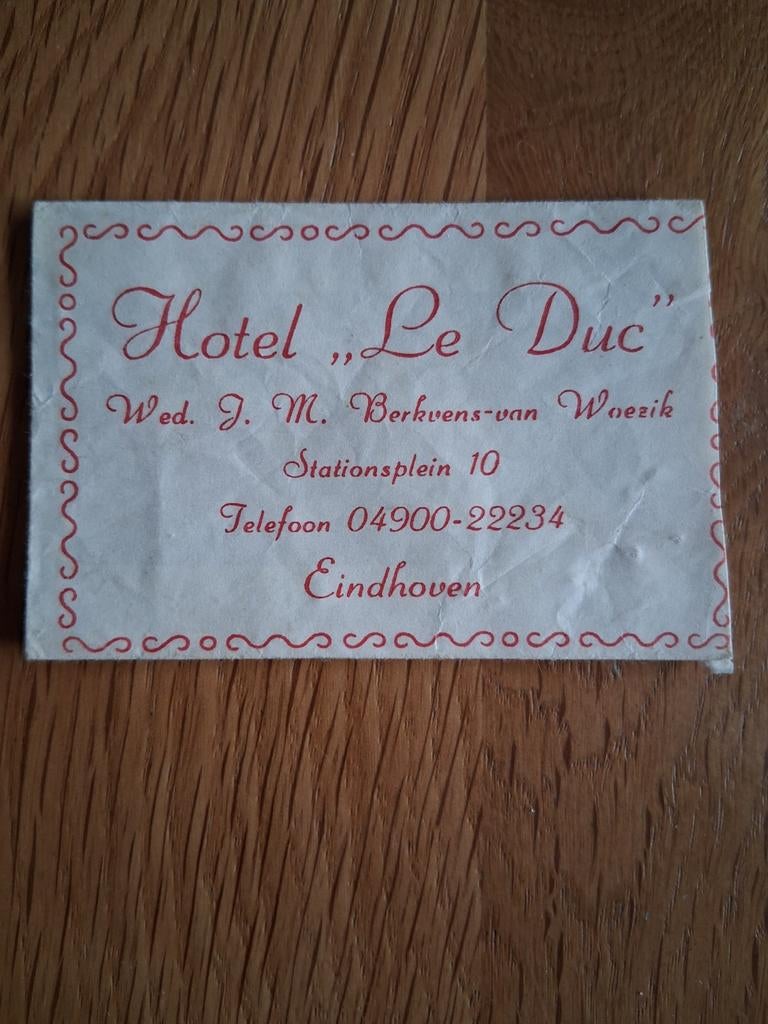 Hotel „Le Duc”
Wed. J. M. Berkvens-van Woezik
Stationsplein 10
Telefoon 04900-22234
Eindhoven